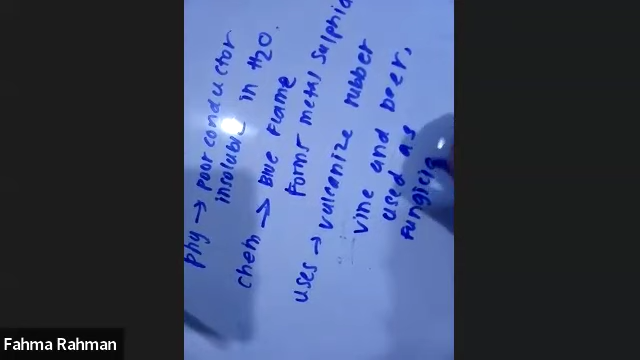 phy → poor conductor
insoluble in H2O.
chem → Blue Flame
Forms metal sulphide
uses → vulcanize rubber
vine and beer,
used as
Fungicig
Fahma Rahman